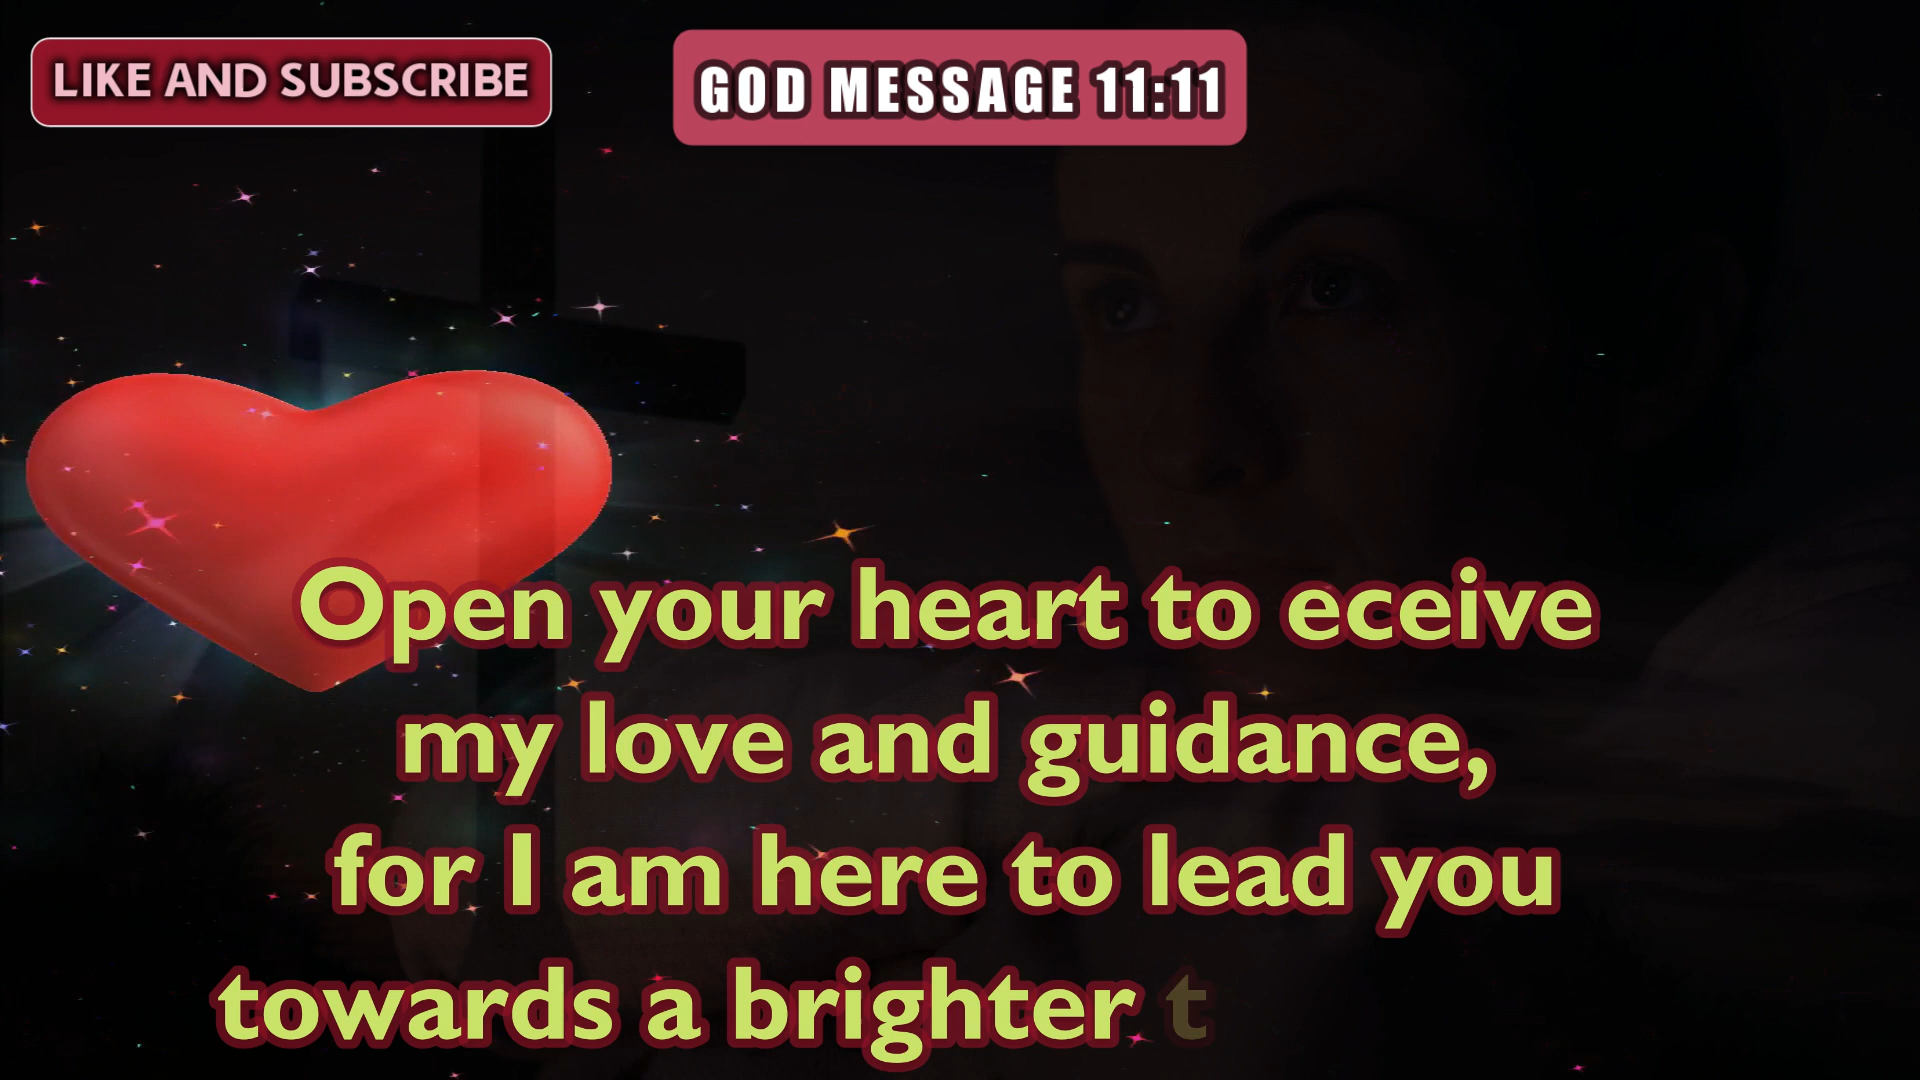 LIKE AND SUBSCRIBE
GOD MESSAGE 11:11
Open your heart to eceive
my love and guidance,
for I am here to lead you
towards a brighter t